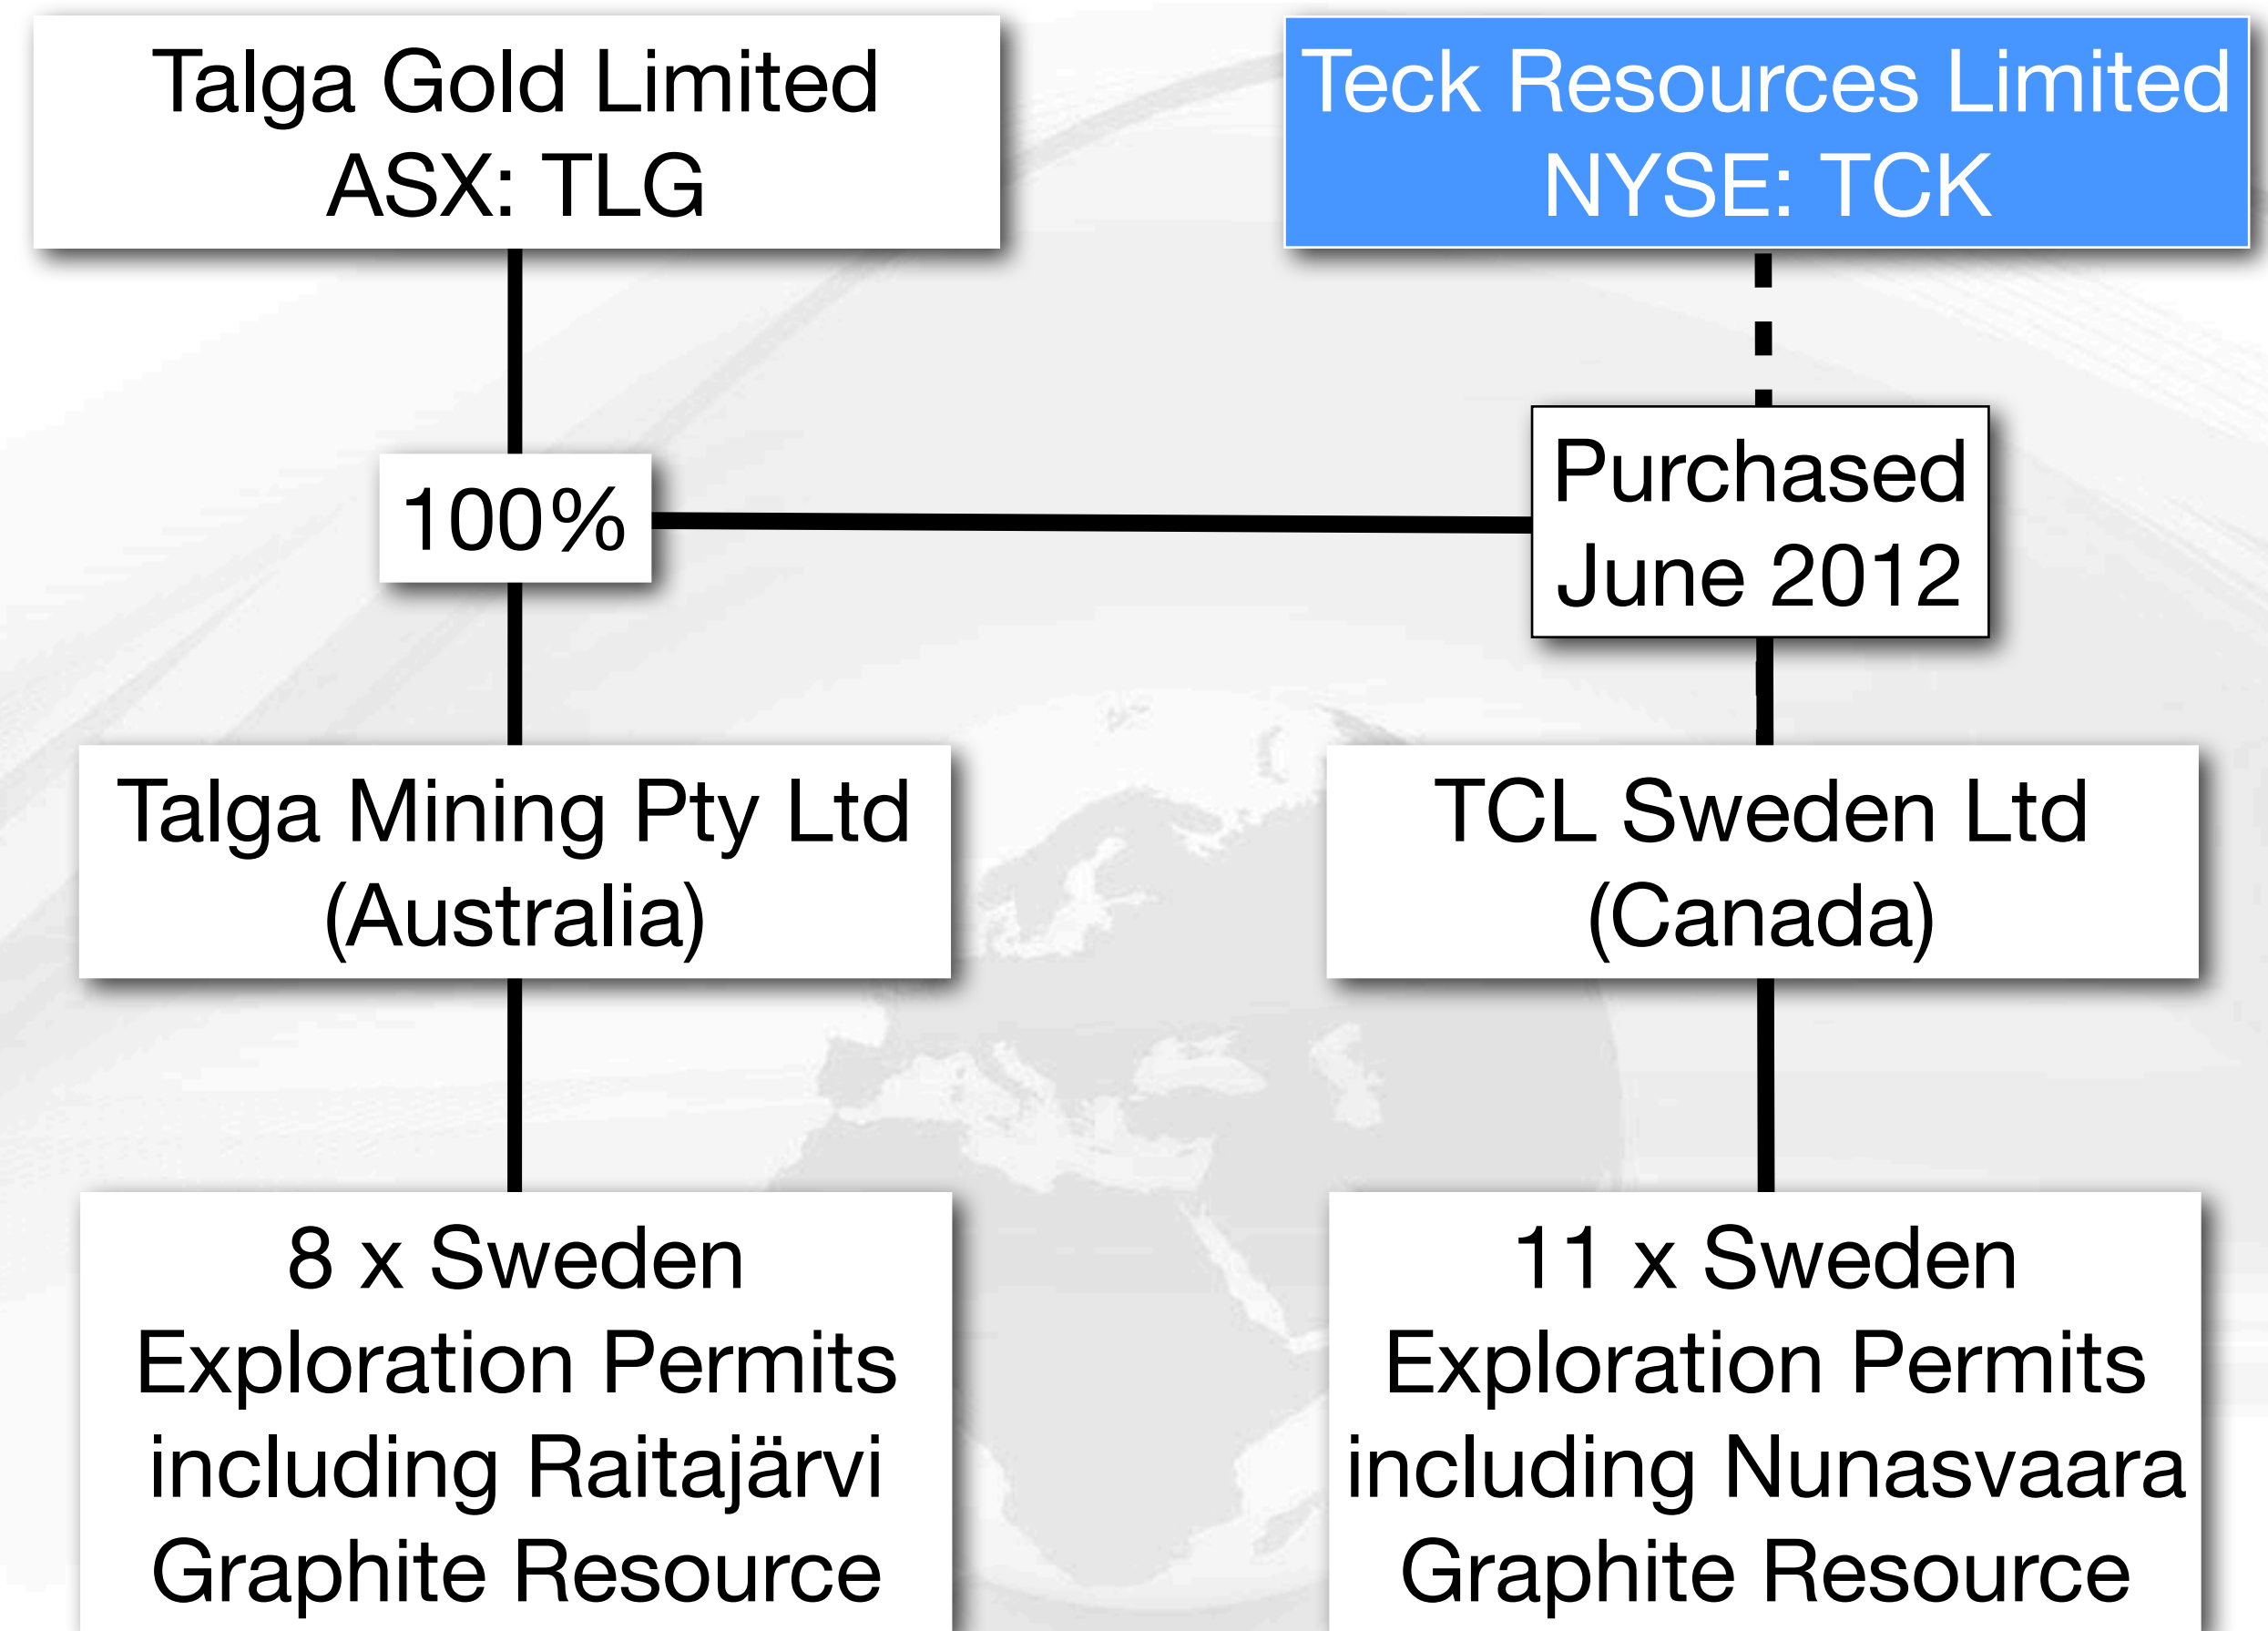 Talga Gold Limited
ASX: TLG
Teck Resources Limited
NYSE: TCK
100%
Purchased
June 2012
Talga Mining Pty Ltd
(Australia)
TCL Sweden Ltd
(Canada)
8 x Sweden
Exploration Permits
including Raitajärvi
Graphite Resource
11 x Sweden
Exploration Permits
including Nunasvaara
Graphite Resource